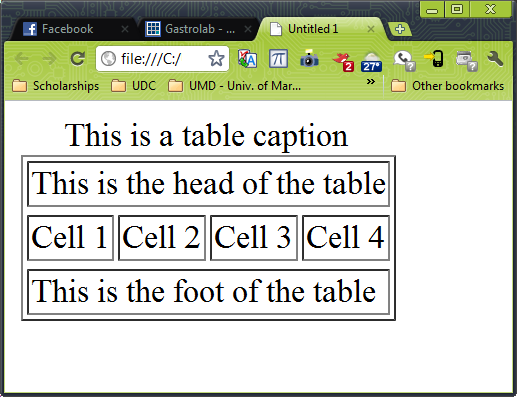 Facebook
Gastrolab - ...
Untitled 1
file:///C:/
2
27°
?
?
Scholarships
UDC
UMD - Univ. of Mar...
»
Other bookmarks
This is a table caption
This is the head of the table
Cell 1 Cell 2 Cell 3 Cell 4
This is the foot of the table